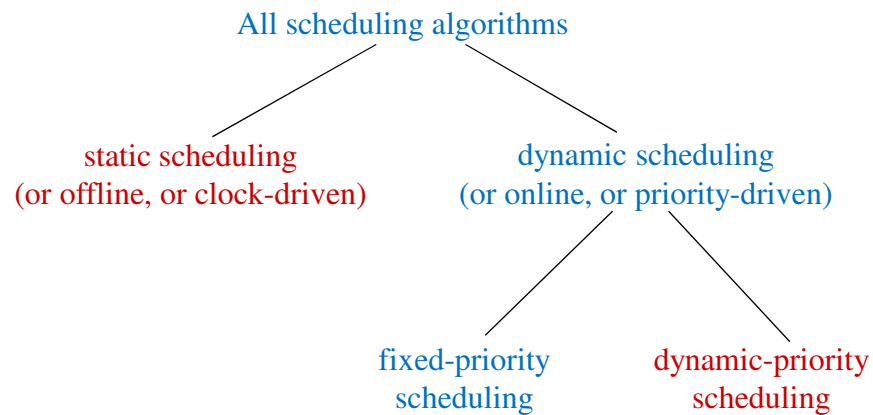 All scheduling algorithms
static scheduling
(or offline, or clock-driven)
dynamic scheduling
(or online, or priority-driven)
fixed-priority
scheduling
dynamic-priority
scheduling